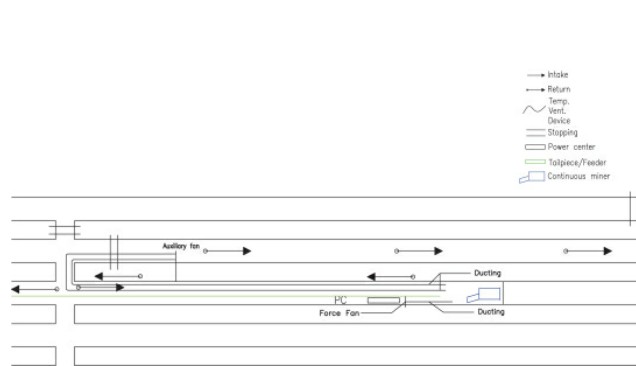 Intake
Return
Temp.
Vent.
Device
Stopping
Power center
Tailpiece/Feeder
Continuous miner
Auxiliary fan
Ducting
PC
Force Fan
Ducting